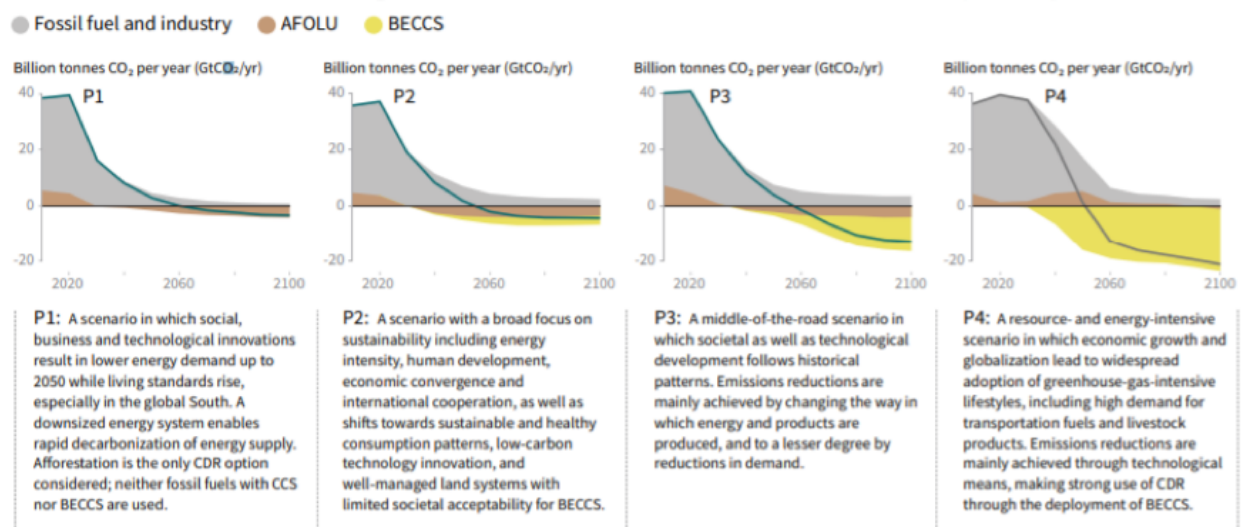 Fossil fuel and industry AFOLU BECCS
Billion tonnes CO₂ per year (GtCO₂/yr) Billion tonnes CO₂ per year (GtCO₂/yr) Billion tonnes CO₂ per year (GtCO₂/yr) Billion tonnes CO₂ per year (GtCO₂/yr)
40 P1 40 P2 40 P3 40 P4
20 20 20 20
0 0 0 0
-20 -20 -20 -20
2020 2060 2100 2020 2060 2100 2020 2060 2100 2020 2060 2100
P1: A scenario in which social,
business and technological innovations
result in lower energy demand up to
2050 while living standards rise,
especially in the global South. A
downsized energy system enables
rapid decarbonization of energy supply.
Afforestation is the only CDR option
considered; neither fossil fuels with CCS
nor BECCS are used.
P2: A scenario with a broad focus on
sustainability including energy
intensity, human development,
economic convergence and
international cooperation, as well as
shifts towards sustainable and healthy
consumption patterns, low-carbon
technology innovation, and
well-managed land systems with
limited societal acceptability for BECCS.
P3: A middle-of-the-road scenario in
which societal as well as technological
development follows historical
patterns. Emissions reductions are
mainly achieved by changing the way in
which energy and products are
produced, and to a lesser degree by
reductions in demand.
P4: A resource- and energy-intensive
scenario in which economic growth and
globalization lead to widespread
adoption of greenhouse-gas-intensive
lifestyles, including high demand for
transportation fuels and livestock
products. Emissions reductions are
mainly achieved through technological
means, making strong use of CDR
through the deployment of BECCS.